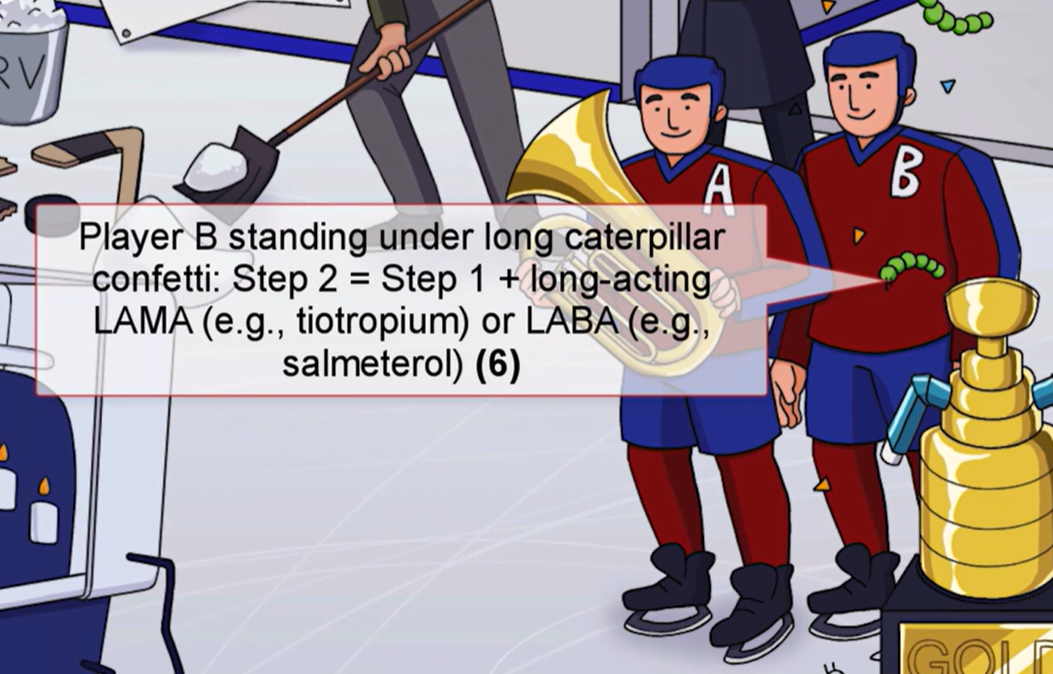 RV
A
B
Player B standing under long caterpillar
confetti: Step 2 = Step 1 + long-acting
LAMA (e.g., tiotropium) or LABA (e.g.,
salmeterol) (6)
GOLD